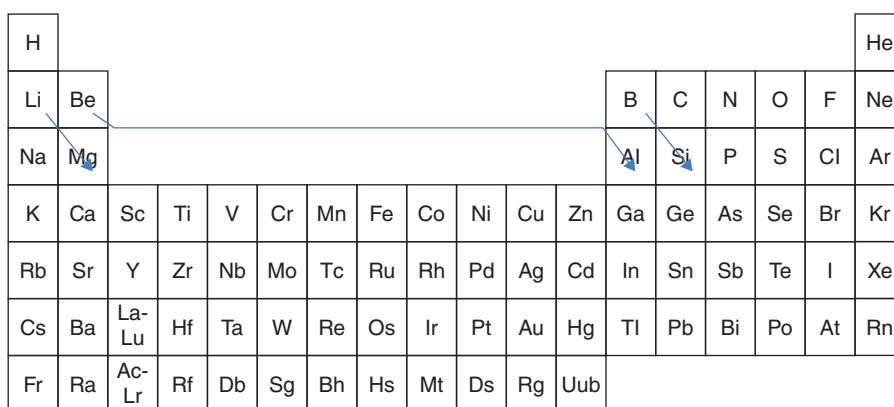 H He
Li Be B C N O F Ne
Na Mg Al Si P S Cl Ar
K Ca Sc Ti V Cr Mn Fe Co Ni Cu Zn Ga Ge As Se Br Kr
Rb Sr Y Zr Nb Mo Tc Ru Rh Pd Ag Cd In Sn Sb Te I Xe
Cs Ba La-Lu Hf Ta W Re Os Ir Pt Au Hg Tl Pb Bi Po At Rn
Fr Ra Ac-Lr Rf Db Sg Bh Hs Mt Ds Rg Uub